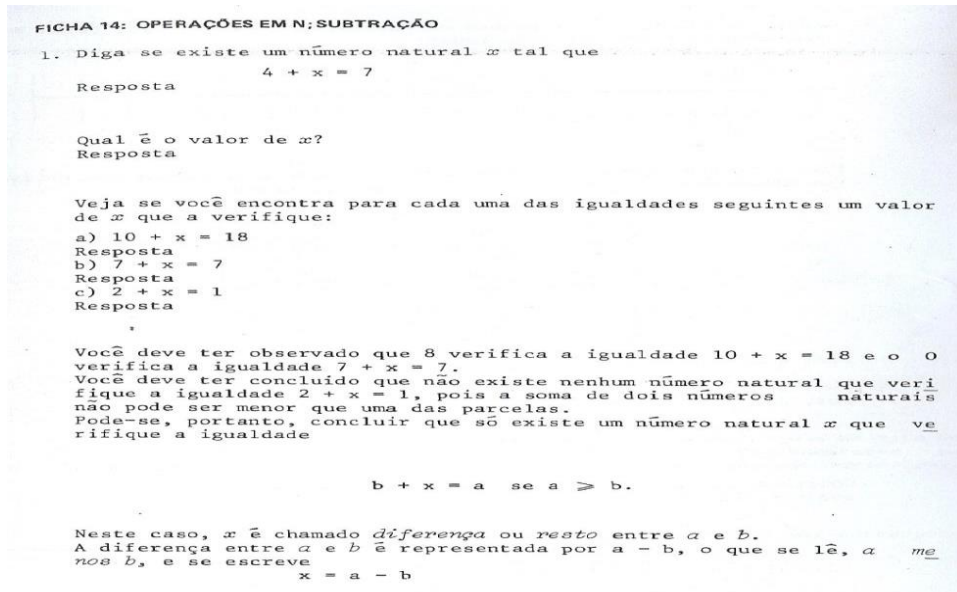 FICHA 14: OPERAÇÕES EM N; SUBTRAÇÃO
1. Diga se existe um número natural x tal que
4 + x = 7
Resposta
Qual é o valor de x?
Resposta
Veja se você encontra para cada uma das igualdades seguintes um valor
de x que a verifique:
a) 10 + x = 18
Resposta
b) 7 + x = 7
Resposta
c) 2 + x = 1
Resposta
Você deve ter observado que 8 verifica a igualdade 10 + x = 18 e o 0
verifica a igualdade 7 + x = 7.
Você deve ter concluido que não existe nenhum número natural que veri
fique a igualdade 2 + x = 1, pois a soma de dois números naturais
não pode ser menor que uma das parcelas.
Pode-se, portanto, concluir que só existe um número natural x que ve
rifique a igualdade
b + x = a se a ⩾ b.
Neste caso, x é chamado diferença ou resto entre a e b.
A diferença entre a e b é representada por a - b, o que se lê, a me
nos b, e se escreve
x = a - b